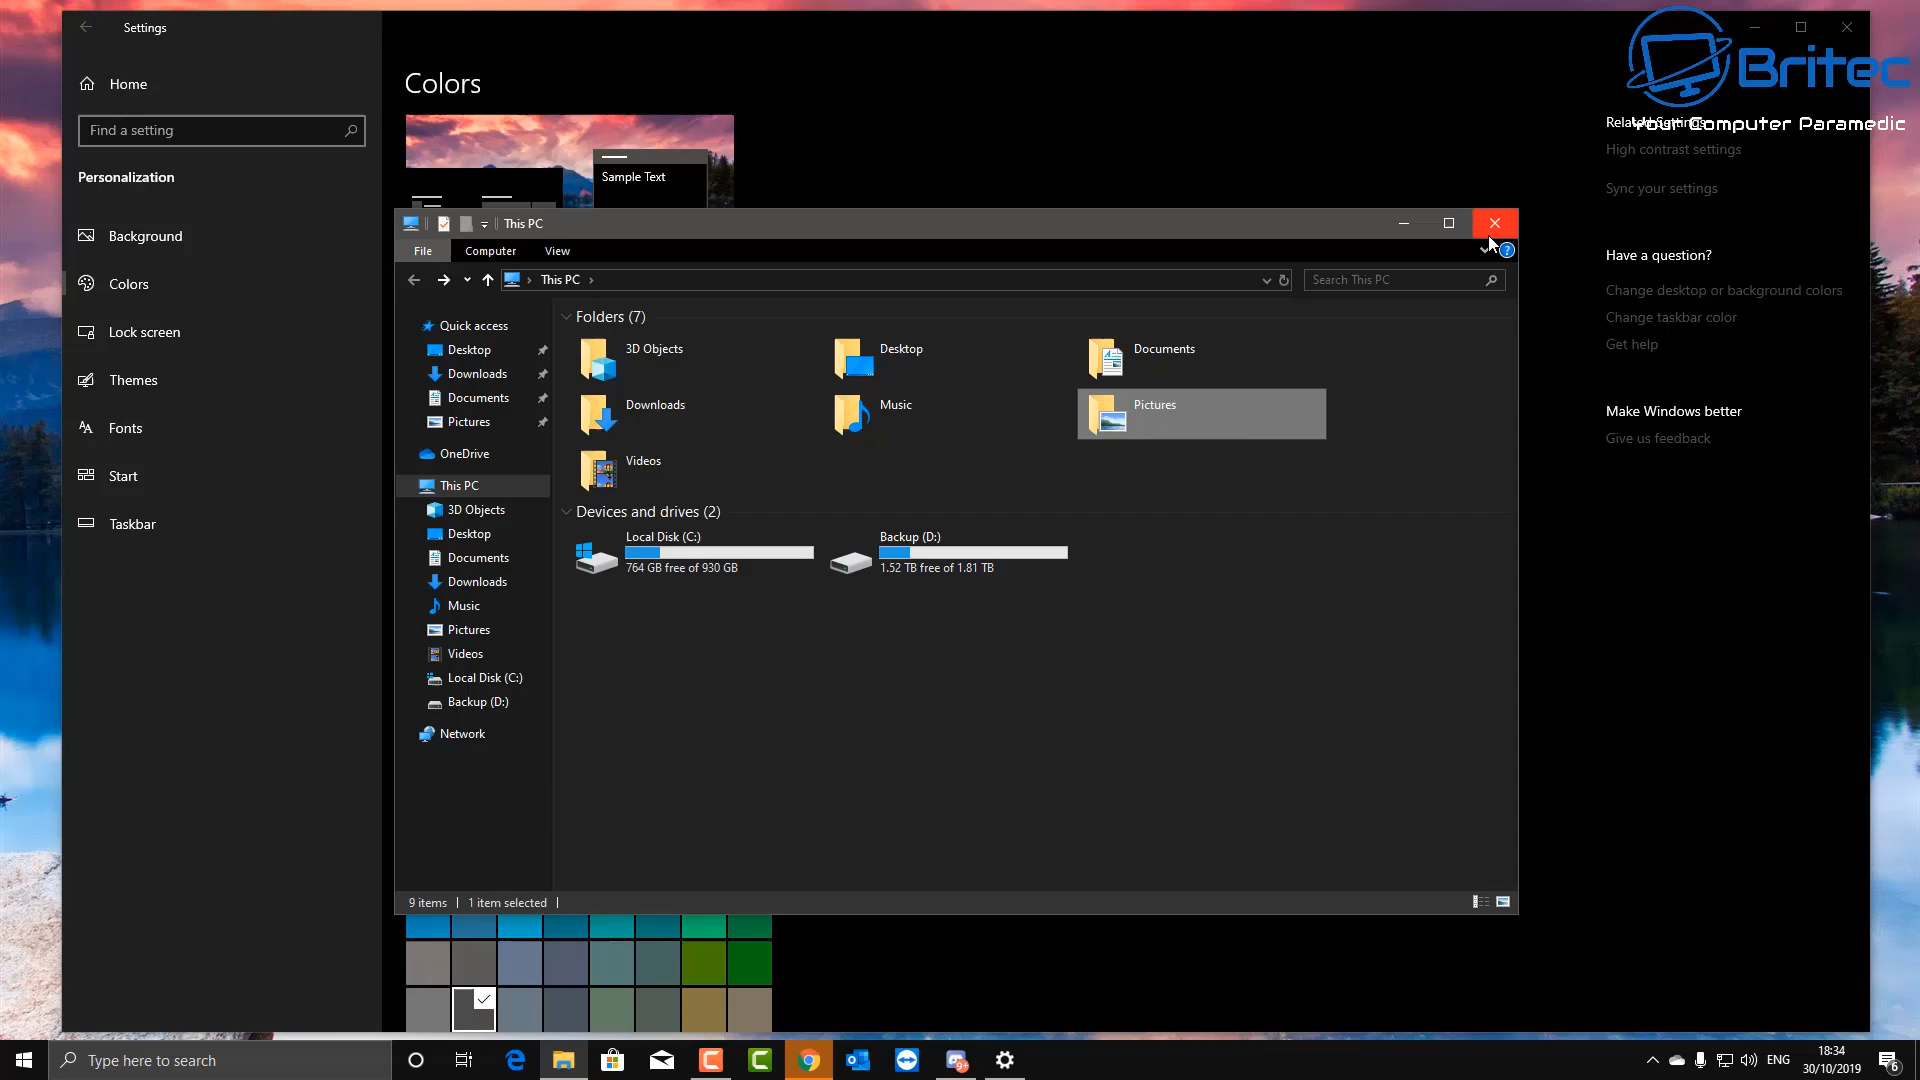 Settings
Home
Find a setting
Personalization
Background
Colors
Lock screen
Themes
Fonts
Start
Taskbar
Colors
Sample Text
Britec
Your Computer Paramedic
Related Settings
High contrast settings
Sync your settings
Have a question?
Change desktop or background colors
Change taskbar color
Get help
Make Windows better
Give us feedback
This PC
File Computer View
This PC
Search This PC
Quick access
Desktop
Downloads
Documents
Pictures
OneDrive
This PC
3D Objects
Desktop
Documents
Downloads
Music
Pictures
Videos
Local Disk (C:)
Backup (D:)
Network
Folders (7)
3D Objects
Desktop
Documents
Downloads
Music
Pictures
Videos
Devices and drives (2)
Local Disk (C:)
764 GB free of 930 GB
Backup (D:)
1.52 TB free of 1.81 TB
9 items
1 item selected
Type here to search
9+
ENG
18:34
30/10/2019
6